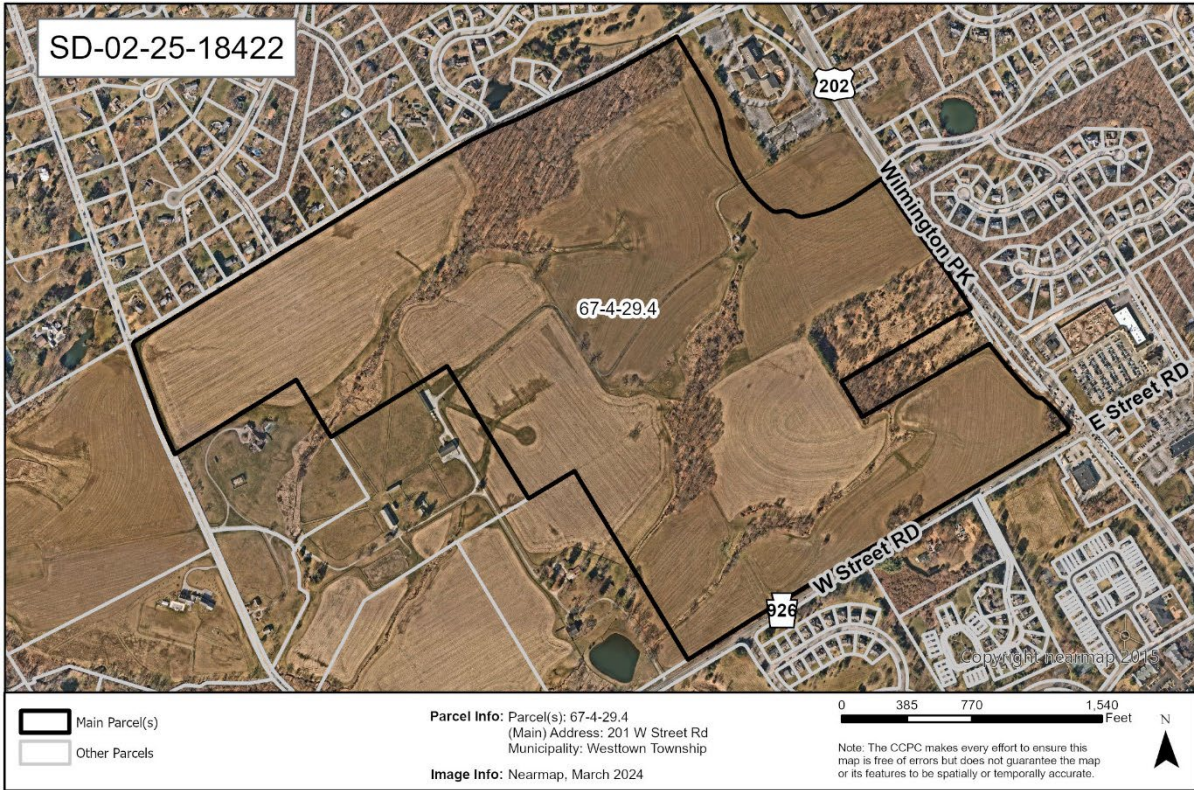 SD-02-25-18422
202
Wilmington PK
67-4-29.4
E Street RD
W Street RD
926
Copyright nearmap 2015
Main Parcel(s)
Other Parcels
Parcel Info: Parcel(s): 67-4-29.4
(Main) Address: 201 W Street Rd
Municipality: Westtown Township
Image Info: Nearmap, March 2024
0 385 770 1,540
Feet
Note: The CCPC makes every effort to ensure this
map is free of errors but does not guarantee the map
or its features to be spatially or temporally accurate.
N